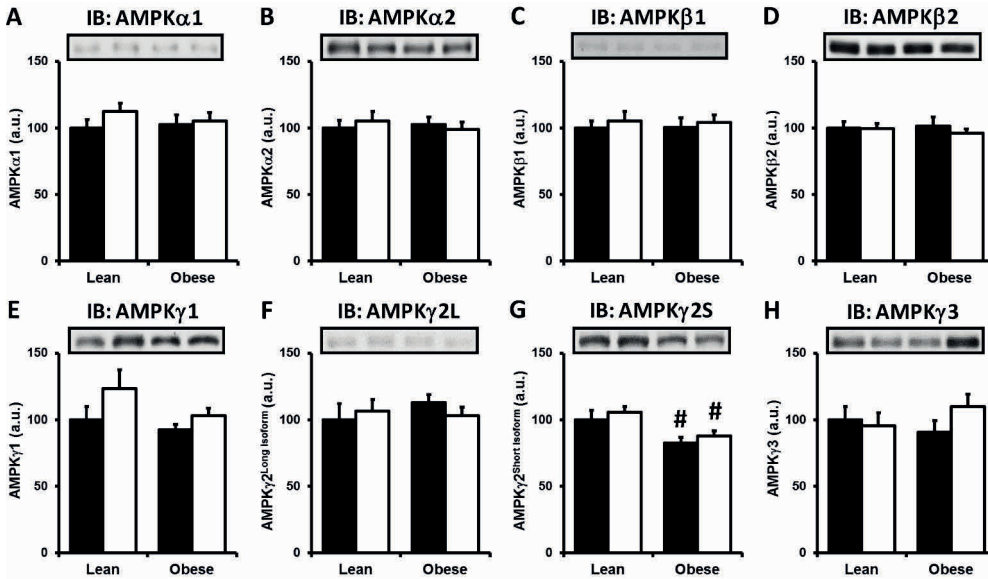 A IB: AMPKα1
150
100
50
0
AMPKα1 (a.u.)
Lean Obese
B IB: AMPKα2
150
100
50
0
AMPKα2 (a.u.)
Lean Obese
C IB: AMPKβ1
150
100
50
0
AMPKβ1 (a.u.)
Lean Obese
D IB: AMPKβ2
150
100
50
0
AMPKβ2 (a.u.)
Lean Obese
E IB: AMPKγ1
150
100
50
0
AMPKγ1 (a.u.)
Lean Obese
F IB: AMPKγ2L
150
100
50
0
AMPKγ2Long Isoform (a.u.)
Lean Obese
G IB: AMPKγ2S
150
100
50
0
AMPKγ2Short Isoform (a.u.)
# #
Lean Obese
H IB: AMPKγ3
150
100
50
0
AMPKγ3 (a.u.)
Lean Obese